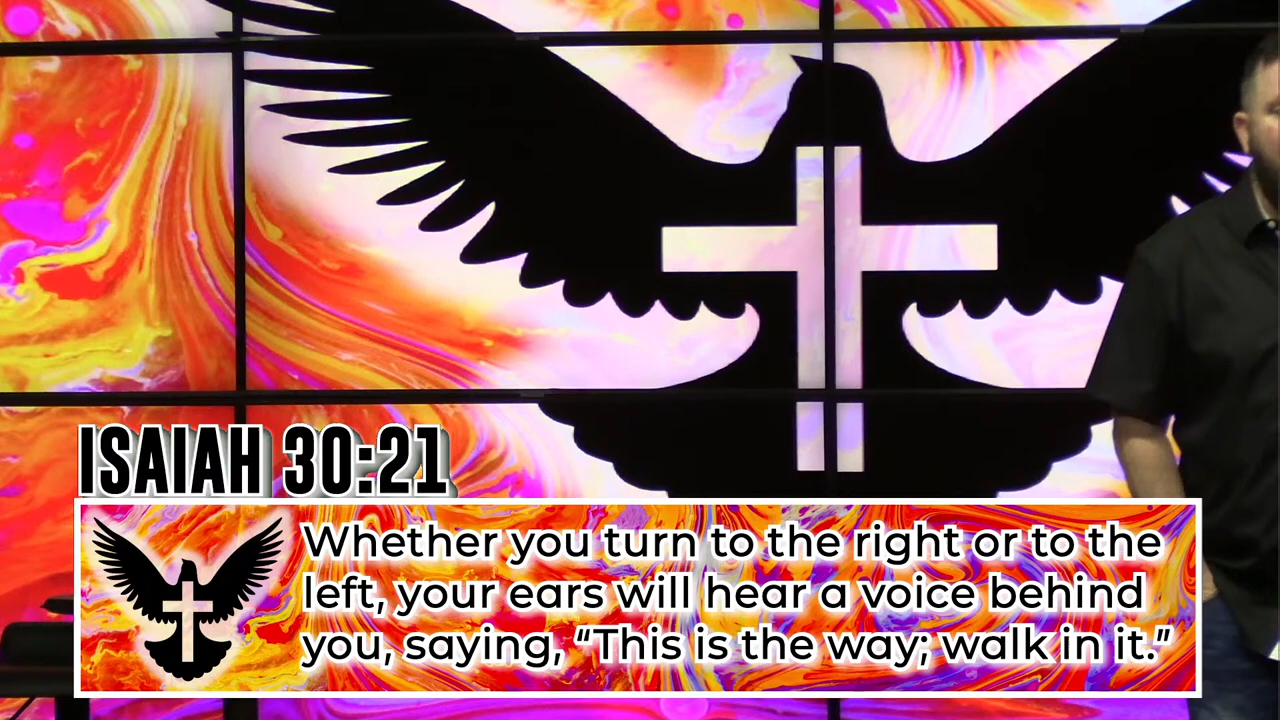 ISAIAH 30:21
Whether you turn to the right or to the
left, your ears will hear a voice behind
you, saying, “This is the way; walk in it.”